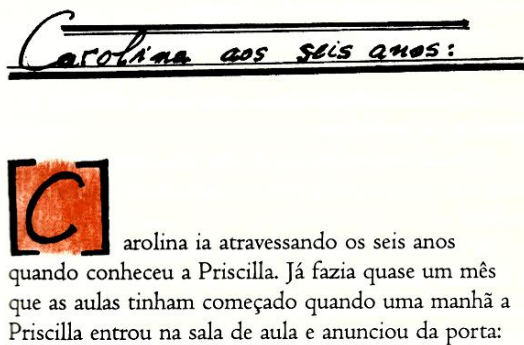 Carolina aos seis anos:
Carolina ia atravessando os seis anos
quando conheceu a Priscilla. Já fazia quase um mês
que as aulas tinham começado quando uma manhã a
Priscilla entrou na sala de aula e anunciou da porta: